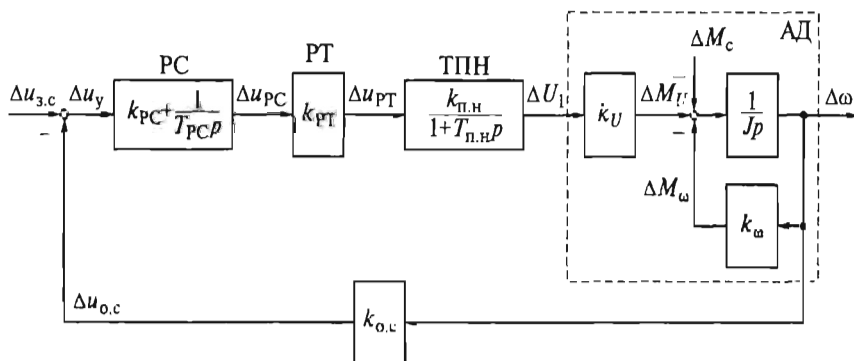 АД
РС
РТ
ТПН
ΔM_c
Δu_з.с
Δu_у
k_РС + 1/(T_РС p)
Δu_РС
k_РТ
Δu_РТ
k_п.н/(1+T_п.н p)
ΔU_1
k_U
ΔM_U
1/(Jp)
Δω
−
−
−
ΔM_ω
k_ω
Δu_о.с
k_о.с